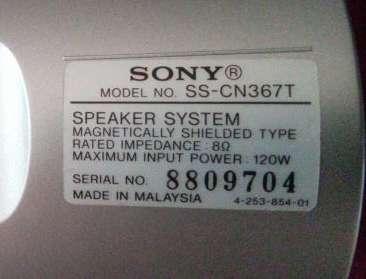 SONY®
MODEL NO. SS-CN367T
SPEAKER SYSTEM
MAGNETICALLY SHIELDED TYPE
RATED IMPEDANCE : 8Ω
MAXIMUM INPUT POWER : 120W
SERIAL NO. 8809704
MADE IN MALAYSIA 4-253-854-01